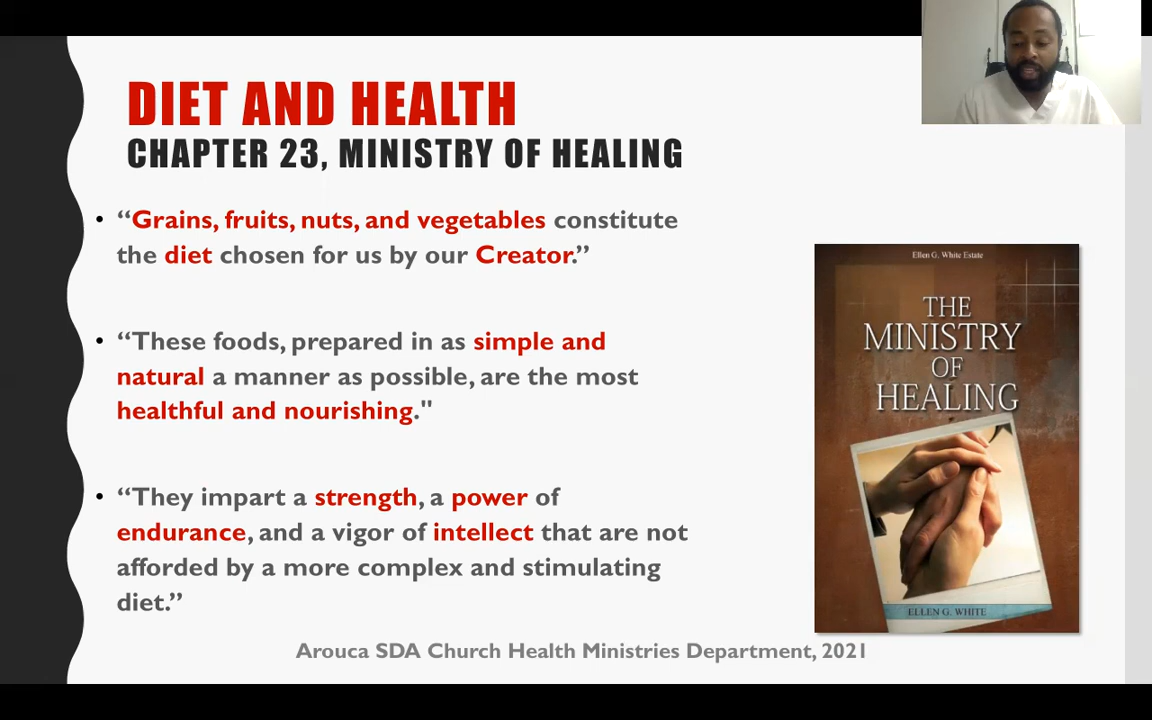 DIET AND HEALTH
CHAPTER 23, MINISTRY OF HEALING
• “Grains, fruits, nuts, and vegetables constitute
the diet chosen for us by our Creator.”
• “These foods, prepared in as simple and
natural a manner as possible, are the most
healthful and nourishing."
• “They impart a strength, a power of
endurance, and a vigor of intellect that are not
afforded by a more complex and stimulating
diet.”
Ellen G. White Estate
THE
MINISTRY
OF
HEALING
ELLEN G. WHITE
Arouca SDA Church Health Ministries Department, 2021